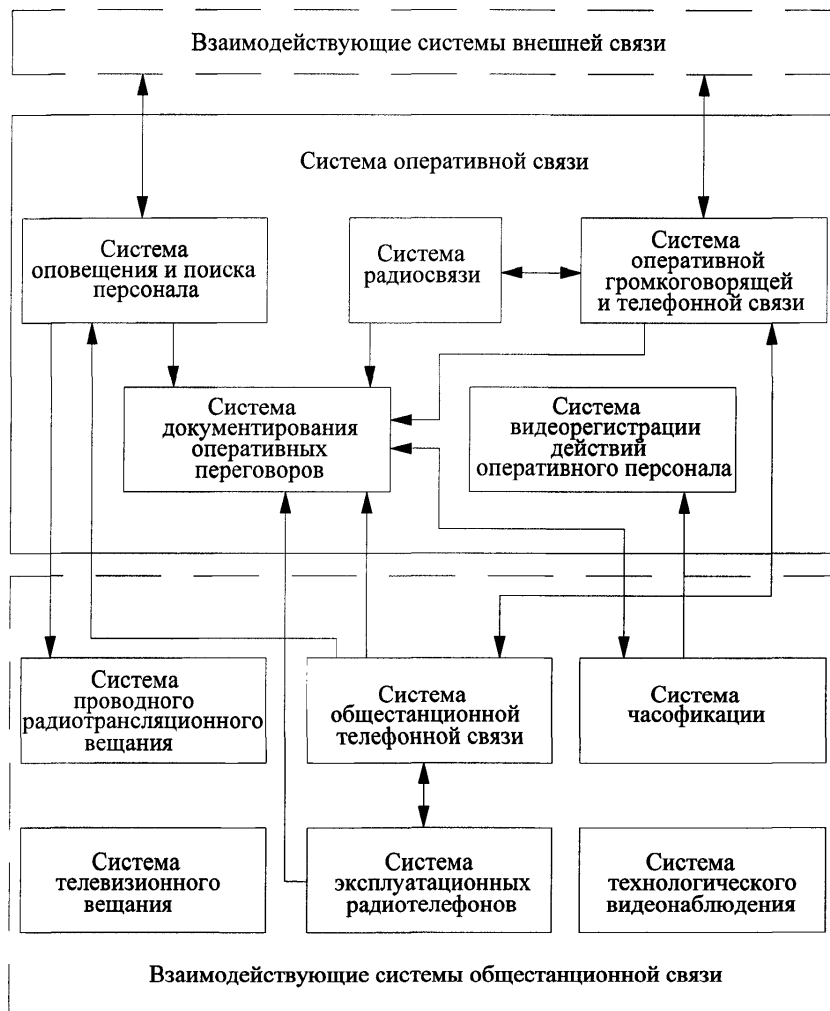 Взаимодействующие системы внешней связи
Система оперативной связи
Система
оповещения и поиска
персонала
Система
радиосвязи
Система
оперативной
громкоговорящей
и телефонной связи
Система
документирования
оперативных
переговоров
Система
видеорегистрации
действий
оперативного персонала
Система
проводного
радиотрансляционного
вещания
Система
общестанционной
телефонной связи
Система
часофикации
Система
телевизионного
вещания
Система
эксплуатационных
радиотелефонов
Система
технологического
видеонаблюдения
Взаимодействующие системы общестанционной связи